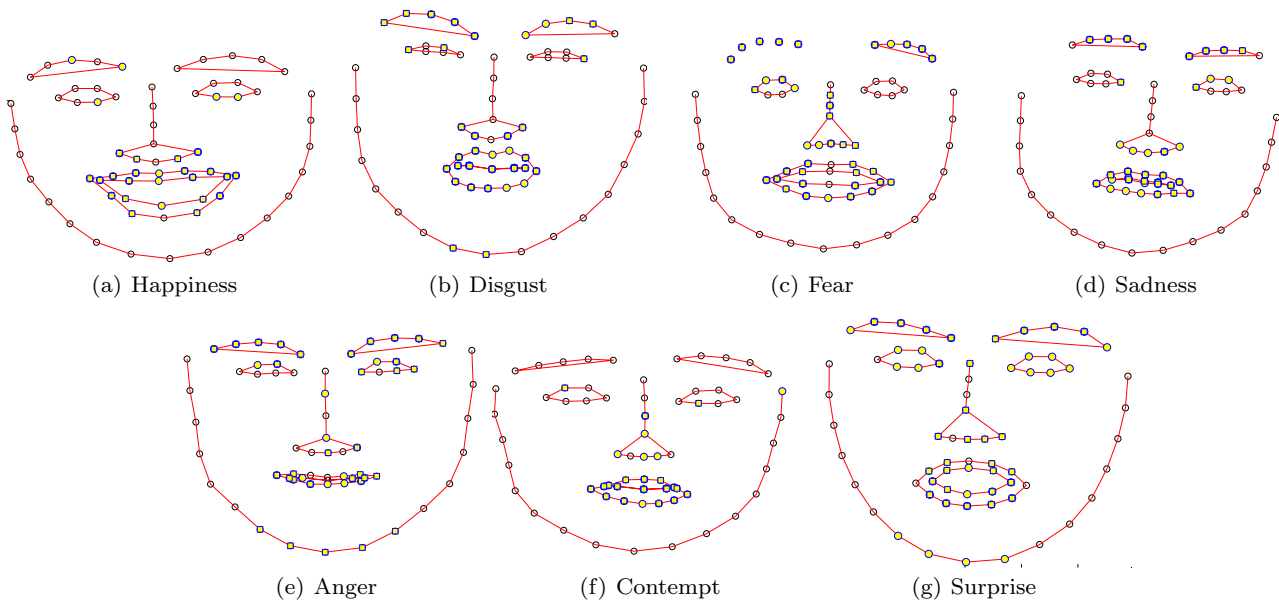 (a) Happiness
(b) Disgust
(c) Fear
(d) Sadness
(e) Anger
(f) Contempt
(g) Surprise